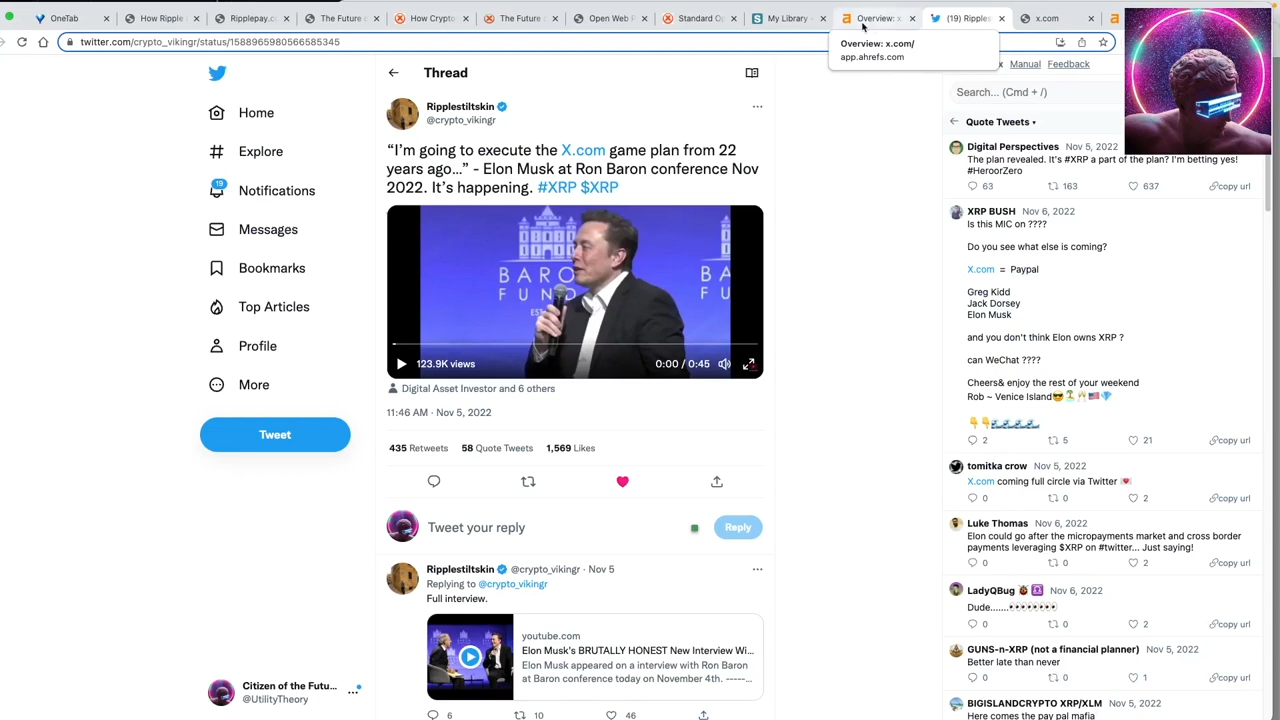 OneTab
How Ripple I
Ripplepay.c
The Future o
How Crypto
The Future
Open Web P
Standard Op
My Library -
Overview: x.
(19) Ripples
x.com
twitter.com/crypto_vikingr/status/1588965980566585345
Overview: x.com/
app.ahrefs.com
x Manual Feedback
Search... (Cmd + /)
Home
Explore
19
Notifications
Messages
Bookmarks
Top Articles
Profile
More
Tweet
Citizen of the Futu...
@UtilityTheory
Thread
Ripplestiltskin
@crypto_vikingr
“I’m going to execute the X.com game plan from 22
years ago...” - Elon Musk at Ron Baron conference Nov
2022. It’s happening. #XRP $XRP
BARO
FUND
EST
BA
FU
123.9K views
0:00 / 0:45
Digital Asset Investor and 6 others
11:46 AM · Nov 5, 2022
435 Retweets 58 Quote Tweets 1,569 Likes
Tweet your reply
Reply
Ripplestiltskin @crypto_vikingr · Nov 5
Replying to @crypto_vikingr
Full interview.
youtube.com
Elon Musk's BRUTALLY HONEST New Interview Wi...
Elon Musk appeared on a interview with Ron Baron
at Baron conference today on November 4th. -----...
6 10 46
Quote Tweets
Digital Perspectives Nov 5, 2022
The plan revealed. It's #XRP a part of the plan? I'm betting yes!
#HeroorZero
63 163 637 copy url
XRP BUSH Nov 6, 2022
Is this MIC on ????
Do you see what else is coming?
X.com = Paypal
Greg Kidd
Jack Dorsey
Elon Musk
and you don't think Elon owns XRP ?
can WeChat ????
Cheers& enjoy the rest of your weekend
Rob ~ Venice Island😎🏝🥂🇺🇸💎
👇👇🌊🌊🌊🌊
2 5 21 copy url
tomitka crow Nov 5, 2022
X.com coming full circle via Twitter 💌
0 0 2 copy url
Luke Thomas Nov 6, 2022
Elon could go after the micropayments market and cross border
payments leveraging $XRP on #twitter... Just saying!
0 0 2 copy url
LadyQBug Nov 6, 2022
Dude.......👀👀👀👀
0 0 2 copy url
GUNS-n-XRP (not a financial planner) Nov 5, 2022
Better late than never
0 0 1 copy url
BIGISLANDCRYPTO XRP/XLM Nov 5, 2022
Here comes the pay pal mafia